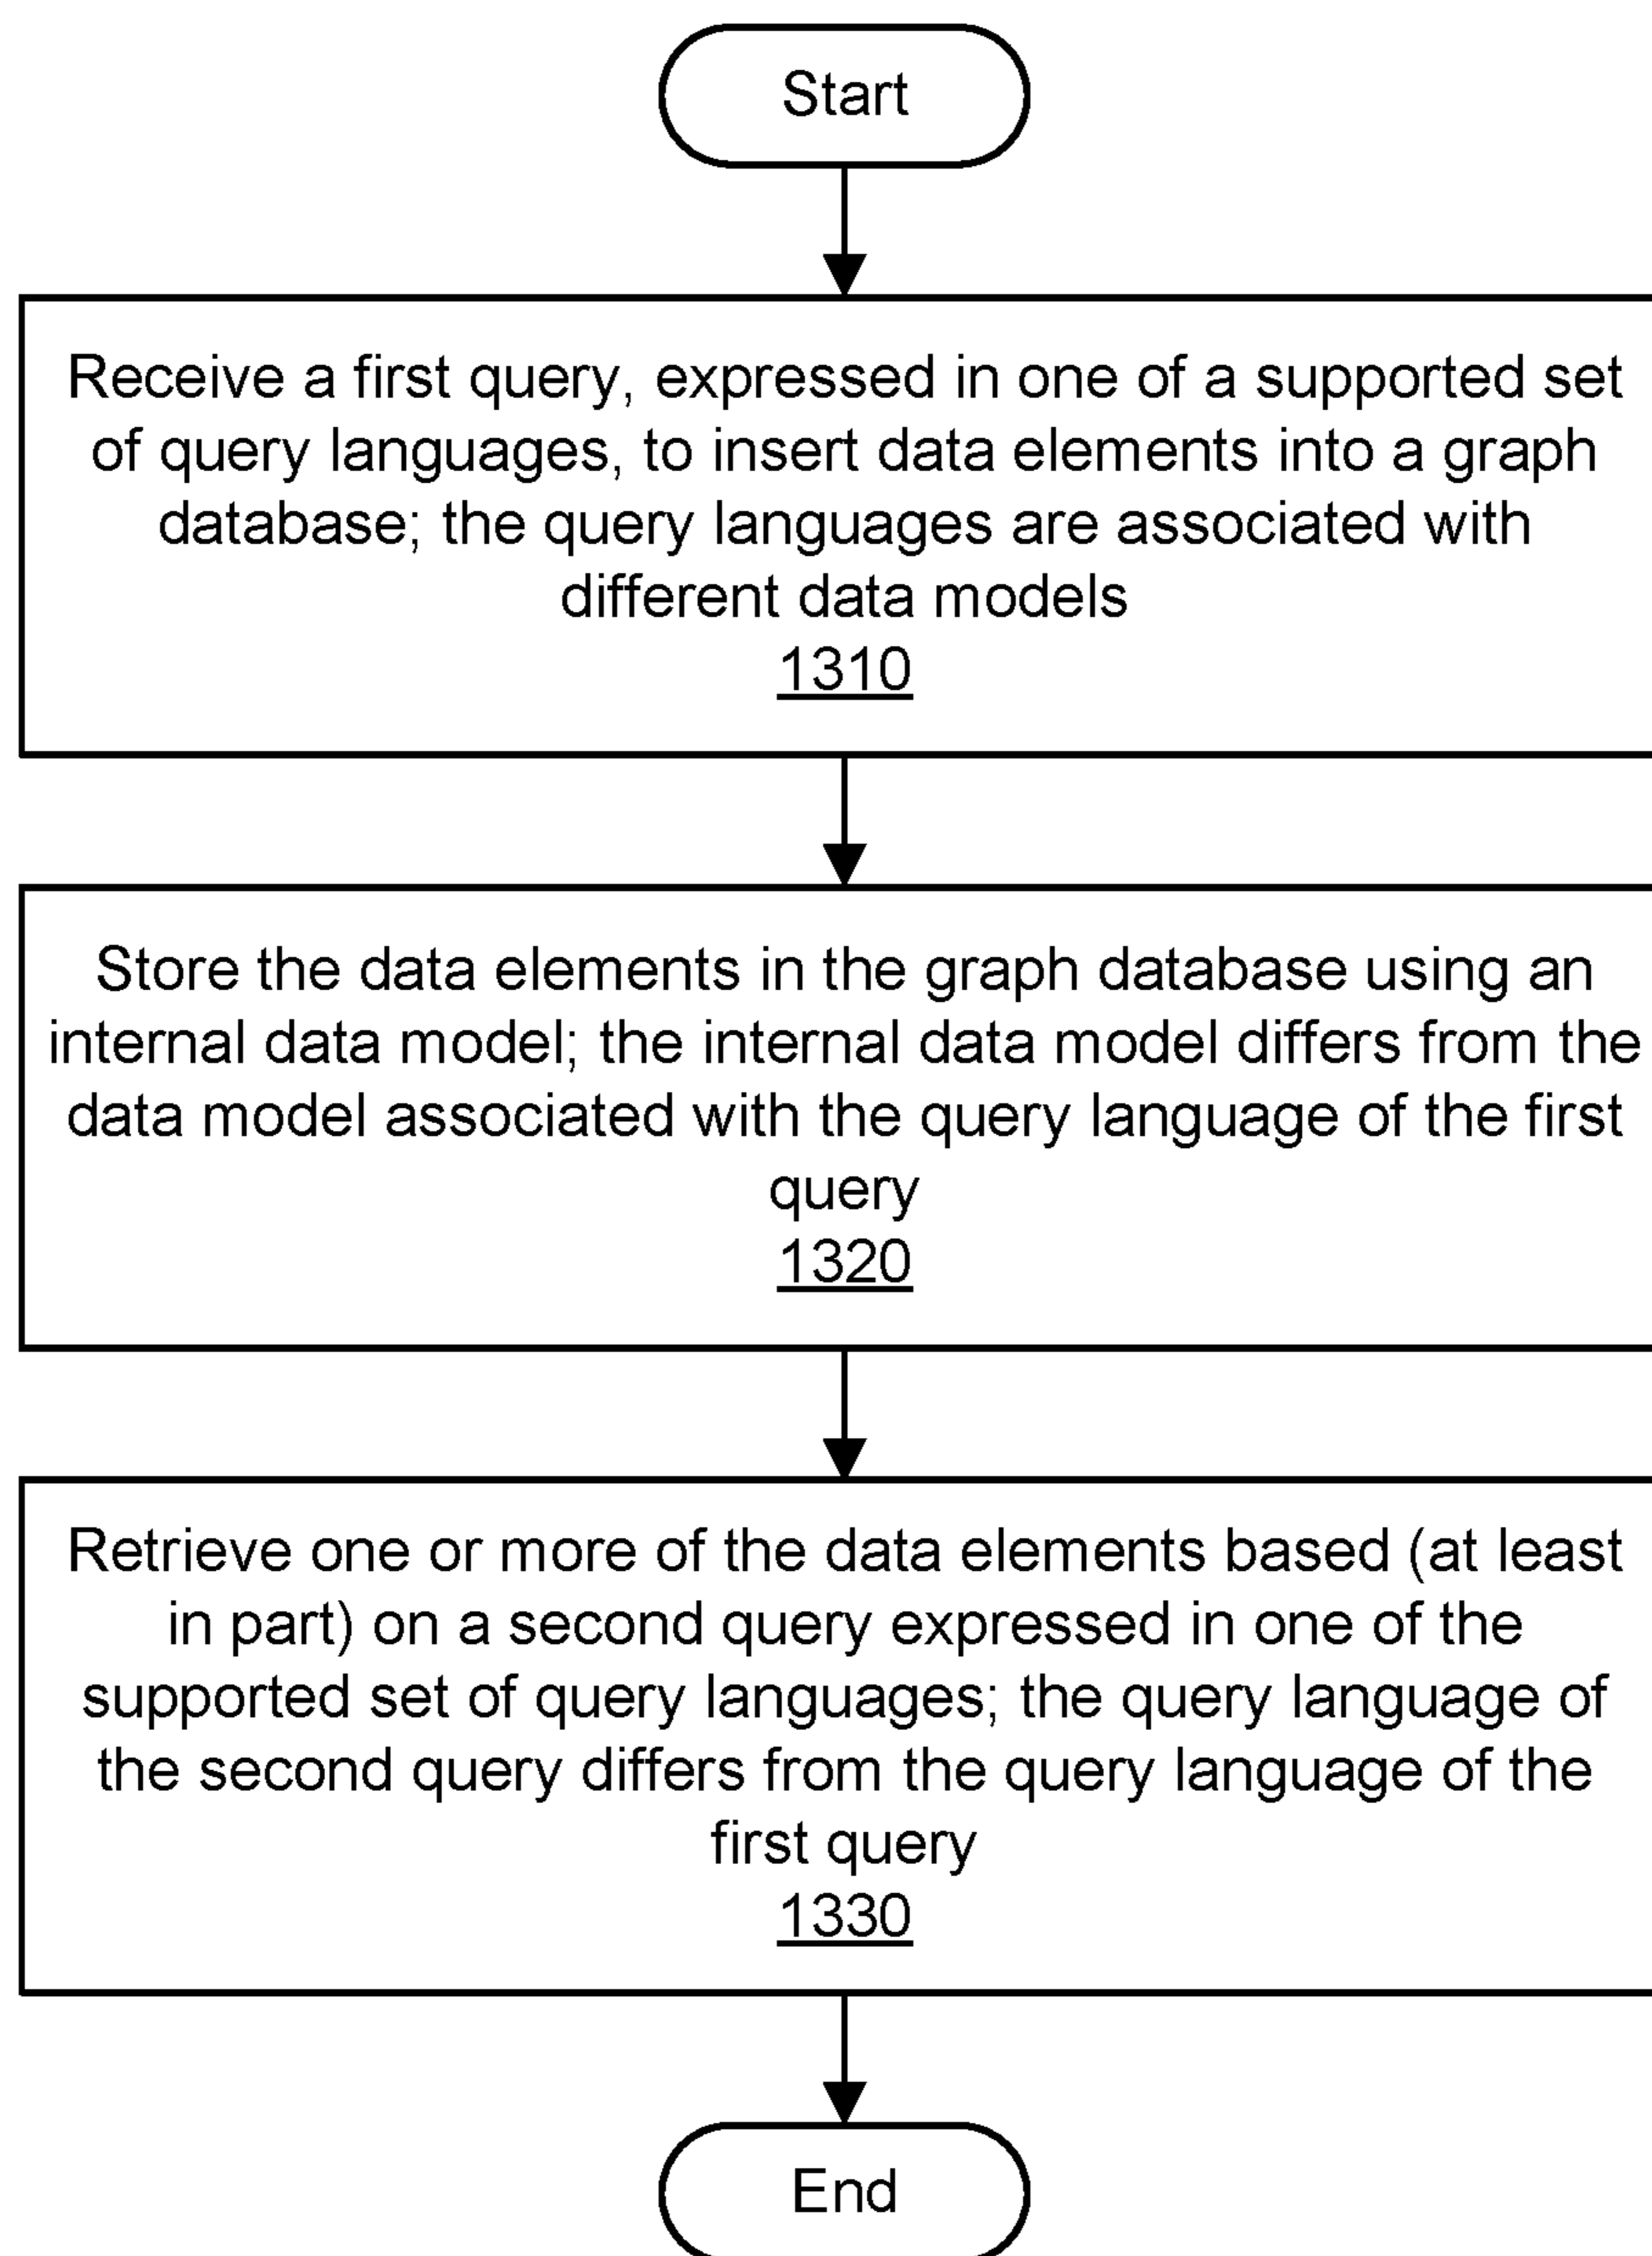 Start
Receive a first query, expressed in one of a supported set
of query languages, to insert data elements into a graph
database; the query languages are associated with
different data models
1310
Store the data elements in the graph database using an
internal data model; the internal data model differs from the
data model associated with the query language of the first
query
1320
Retrieve one or more of the data elements based (at least
in part) on a second query expressed in one of the
supported set of query languages; the query language of
the second query differs from the query language of the
first query
1330
End